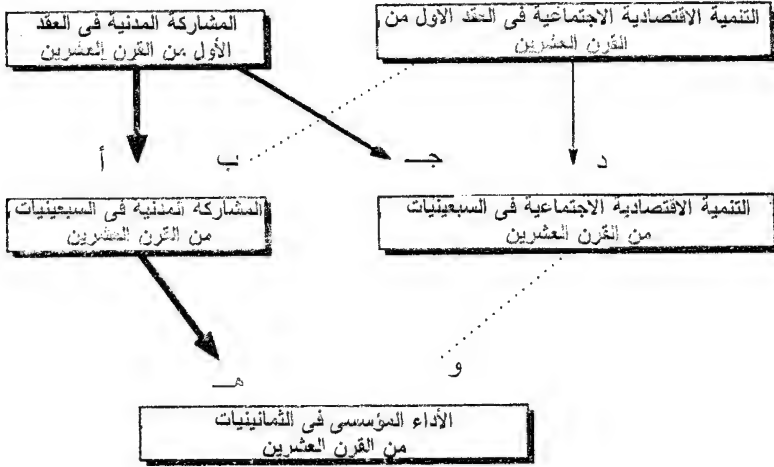 المشاركة المدنية فى العقد
الأول من القرن العشرين
التنمية الاقتصادية الاجتماعية فى العقد الأول من
القرن العشرين
أ
ب
جـ
د
المشاركة المدنية فى السبعينيات
من القرن العشرين
التنمية الاقتصادية الاجتماعية فى السبعينيات
من القرن العشرين
هـ
و
الأداء المؤسسى فى الثمانينيات
من القرن العشرين